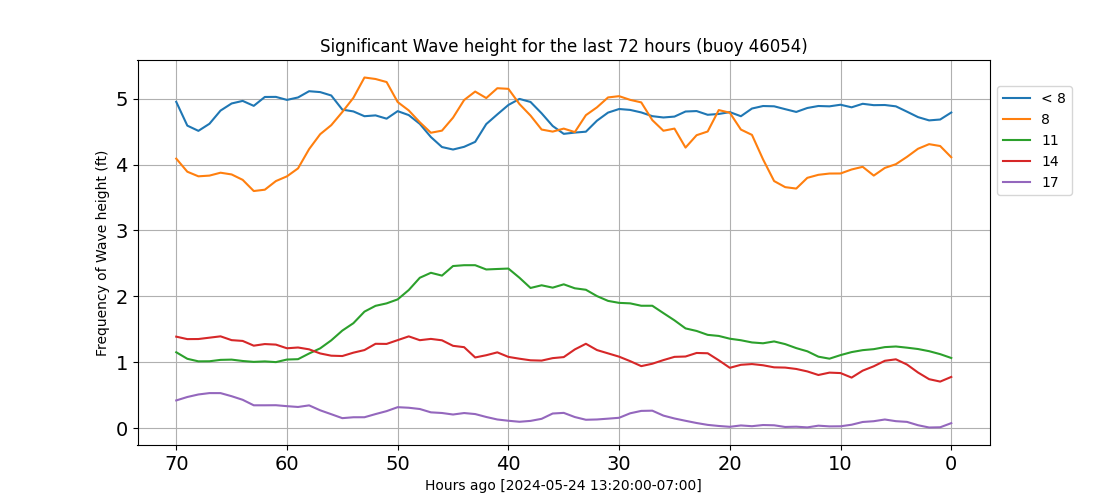 Significant Wave height for the last 72 hours (buoy 46054)
Frequency of Wave height (ft)
5
4
3
2
1
0
70 60 50 40 30 20 10 0
Hours ago [2024-05-24 13:20:00-07:00]
< 8
8
11
14
17